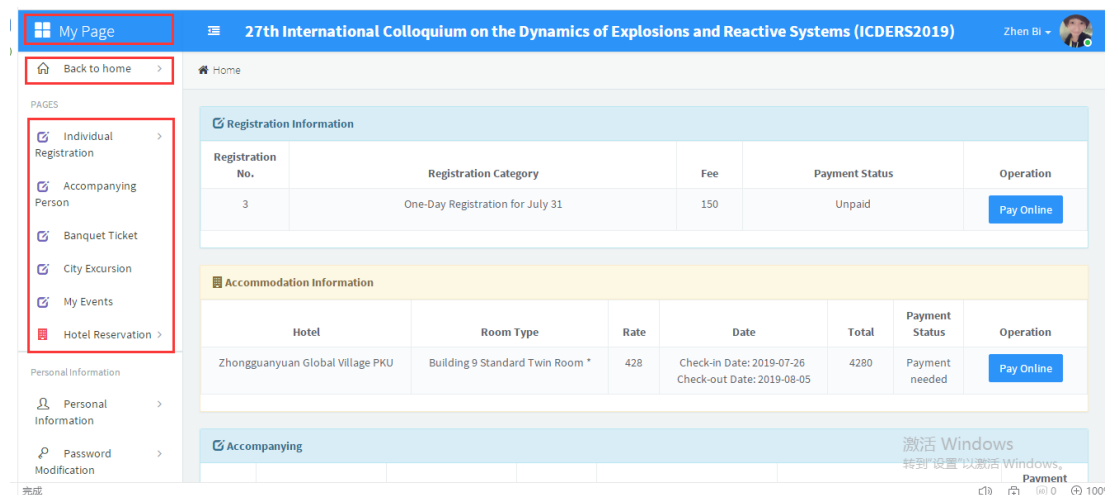 My Page
27th International Colloquium on the Dynamics of Explosions and Reactive Systems (ICDERS2019)
Zhen Bi
Back to home
Home
PAGES
Individual
Registration
Accompanying
Person
Banquet Ticket
City Excursion
My Events
Hotel Reservation
Personal Information
Personal
Information
Password
Modification
Registration Information
Registration
No.
Registration Category
Fee
Payment Status
Operation
3
One-Day Registration for July 31
150
Unpaid
Pay Online
Accommodation Information
Hotel
Room Type
Rate
Date
Total
Payment
Status
Operation
Zhongguanyuan Global Village PKU
Building 9 Standard Twin Room *
428
Check-in Date: 2019-07-26
Check-out Date: 2019-08-05
4280
Payment
needed
Pay Online
Accompanying
Payment
激活 Windows
转到"设置"以激活 Windows。
完成
0
100%